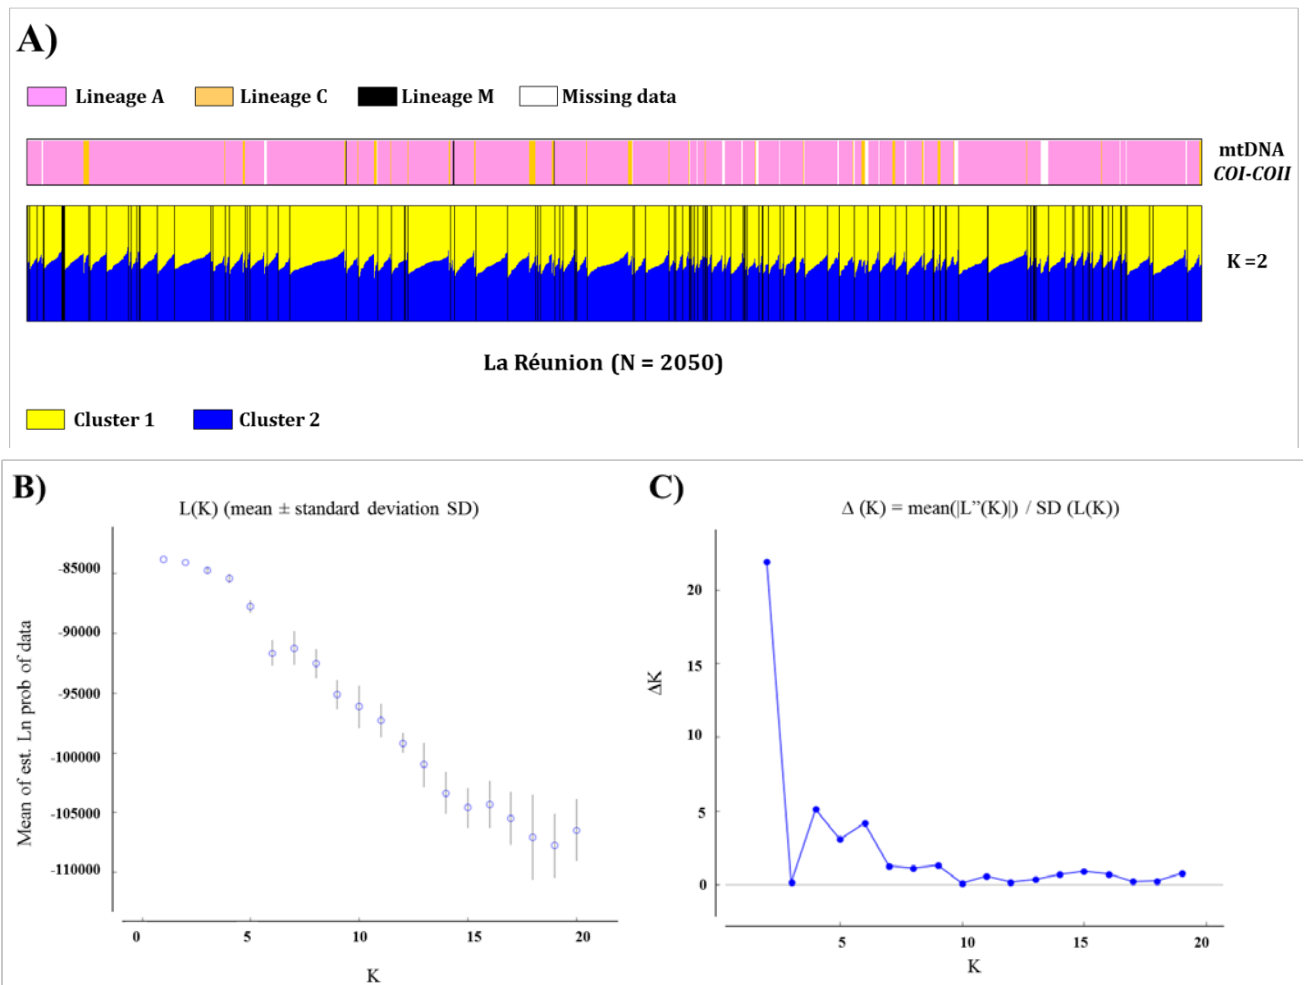 A)
Lineage A Lineage C Lineage M Missing data
mtDNA
COI-COII
K =2
La Réunion (N = 2050)
Cluster 1 Cluster 2
B)
L(K) (mean ± standard deviation SD)
Mean of est. Ln prob of data
-85000
-90000
-95000
-100000
-105000
-110000
0 5 10 15 20
K
C)
Δ (K) = mean(|L”(K)|) / SD (L(K))
ΔK
20
15
10
5
0
5 10 15 20
K